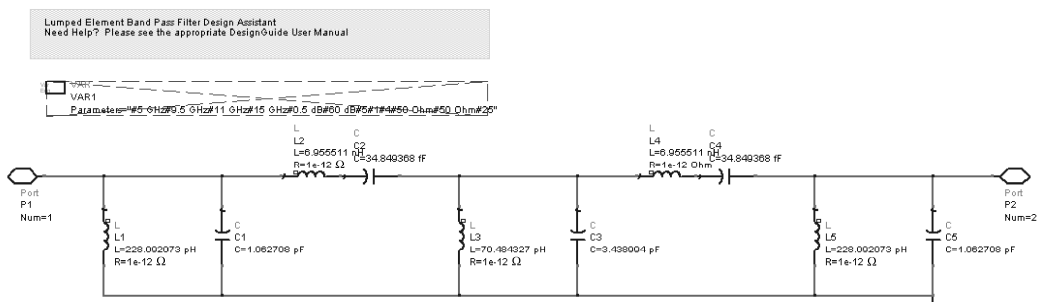 Lumped Element Band Pass Filter Design Assistant
Need Help? Please see the appropriate DesignGuide User Manual
VAR
VAR1
Parameters="#5 GHz#9.5 GHz#11 GHz#15 GHz#0.5 dB#60 dB#5#1#4#50 Ohm#50 Ohm#25"
L
L2
L=6.955511 nH
R=1e-12 Ω
C
C2
C=34.849368 fF
L
L4
L=6.955511 nH
R=1e-12 Ohm
C
C4
C=34.849368 fF
Port
P1
Num=1
Port
P2
Num=2
L
L1
L=228.092073 pH
R=1e-12 Ω
C
C1
C=1.062708 pF
L
L3
L=70.484327 pH
R=1e-12 Ω
C
C3
C=3.438904 pF
L
L5
L=228.092073 pH
R=1e-12 Ω
C
C5
C=1.062708 pF